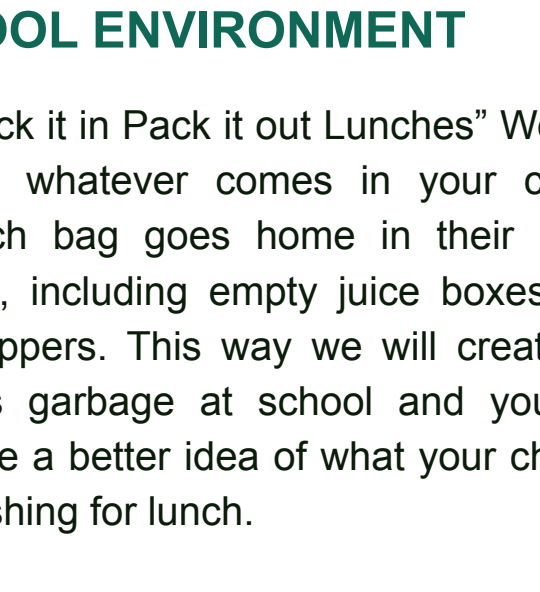 OOL ENVIRONMENT
ck it in Pack it out Lunches” We
whatever comes in your c
ch bag goes home in their
, including empty juice boxes
ppers. This way we will creat
s garbage at school and you
e a better idea of what your ch
shing for lunch.